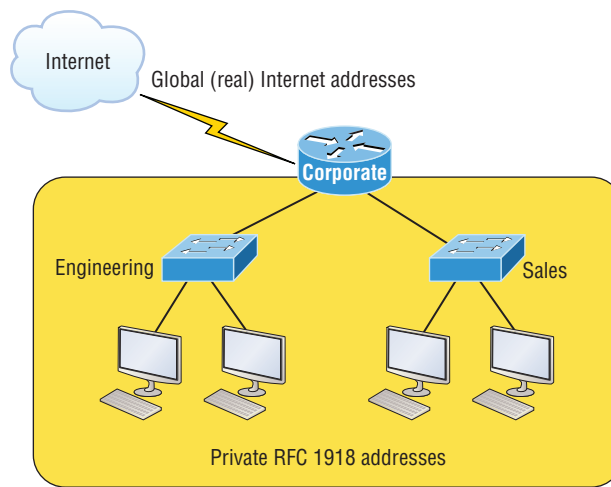 Internet
Global (real) Internet addresses
Corporate
Engineering
Sales
Private RFC 1918 addresses